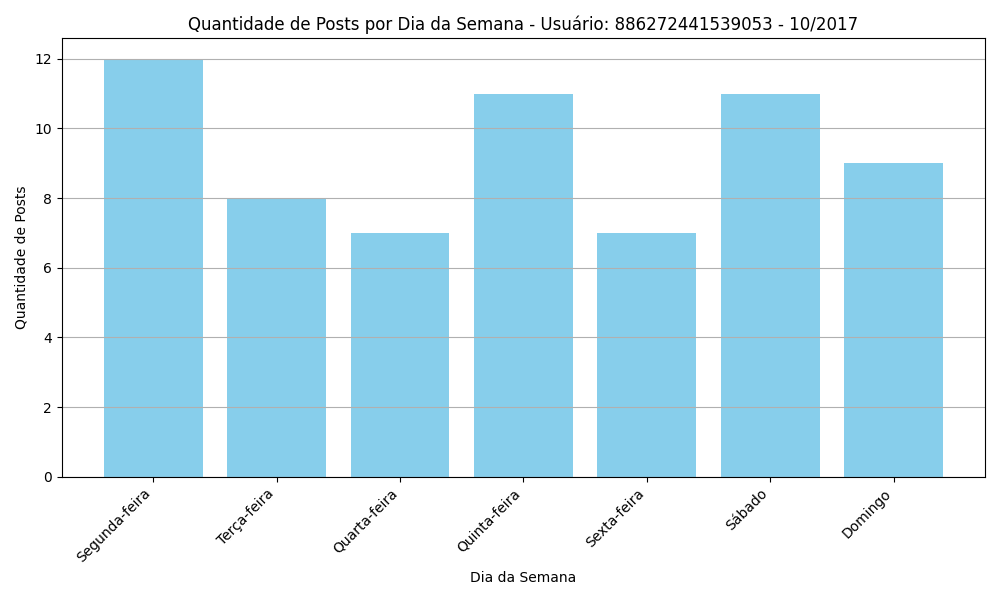 Quantidade de Posts por Dia da Semana - Usuário: 886272441539053 - 10/2017
Quantidade de Posts
12
10
8
6
4
2
0
Segunda-feira
Terça-feira
Quarta-feira
Quinta-feira
Sexta-feira
Sábado
Domingo
Dia da Semana